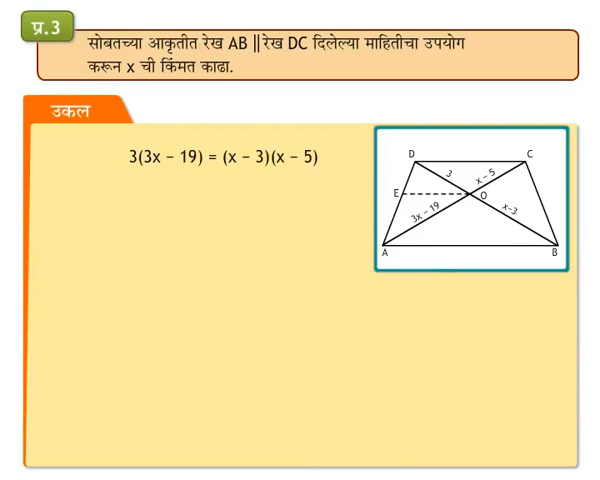 प्र.3
सोबतच्या आकृतीत रेख AB || रेख DC दिलेल्या माहितीचा उपयोग
करून x ची किंमत काढा.
उकल
3(3x – 19) = (x – 3)(x – 5)
D
C
3
x – 5
E
O
3x – 19
x–3
A
B